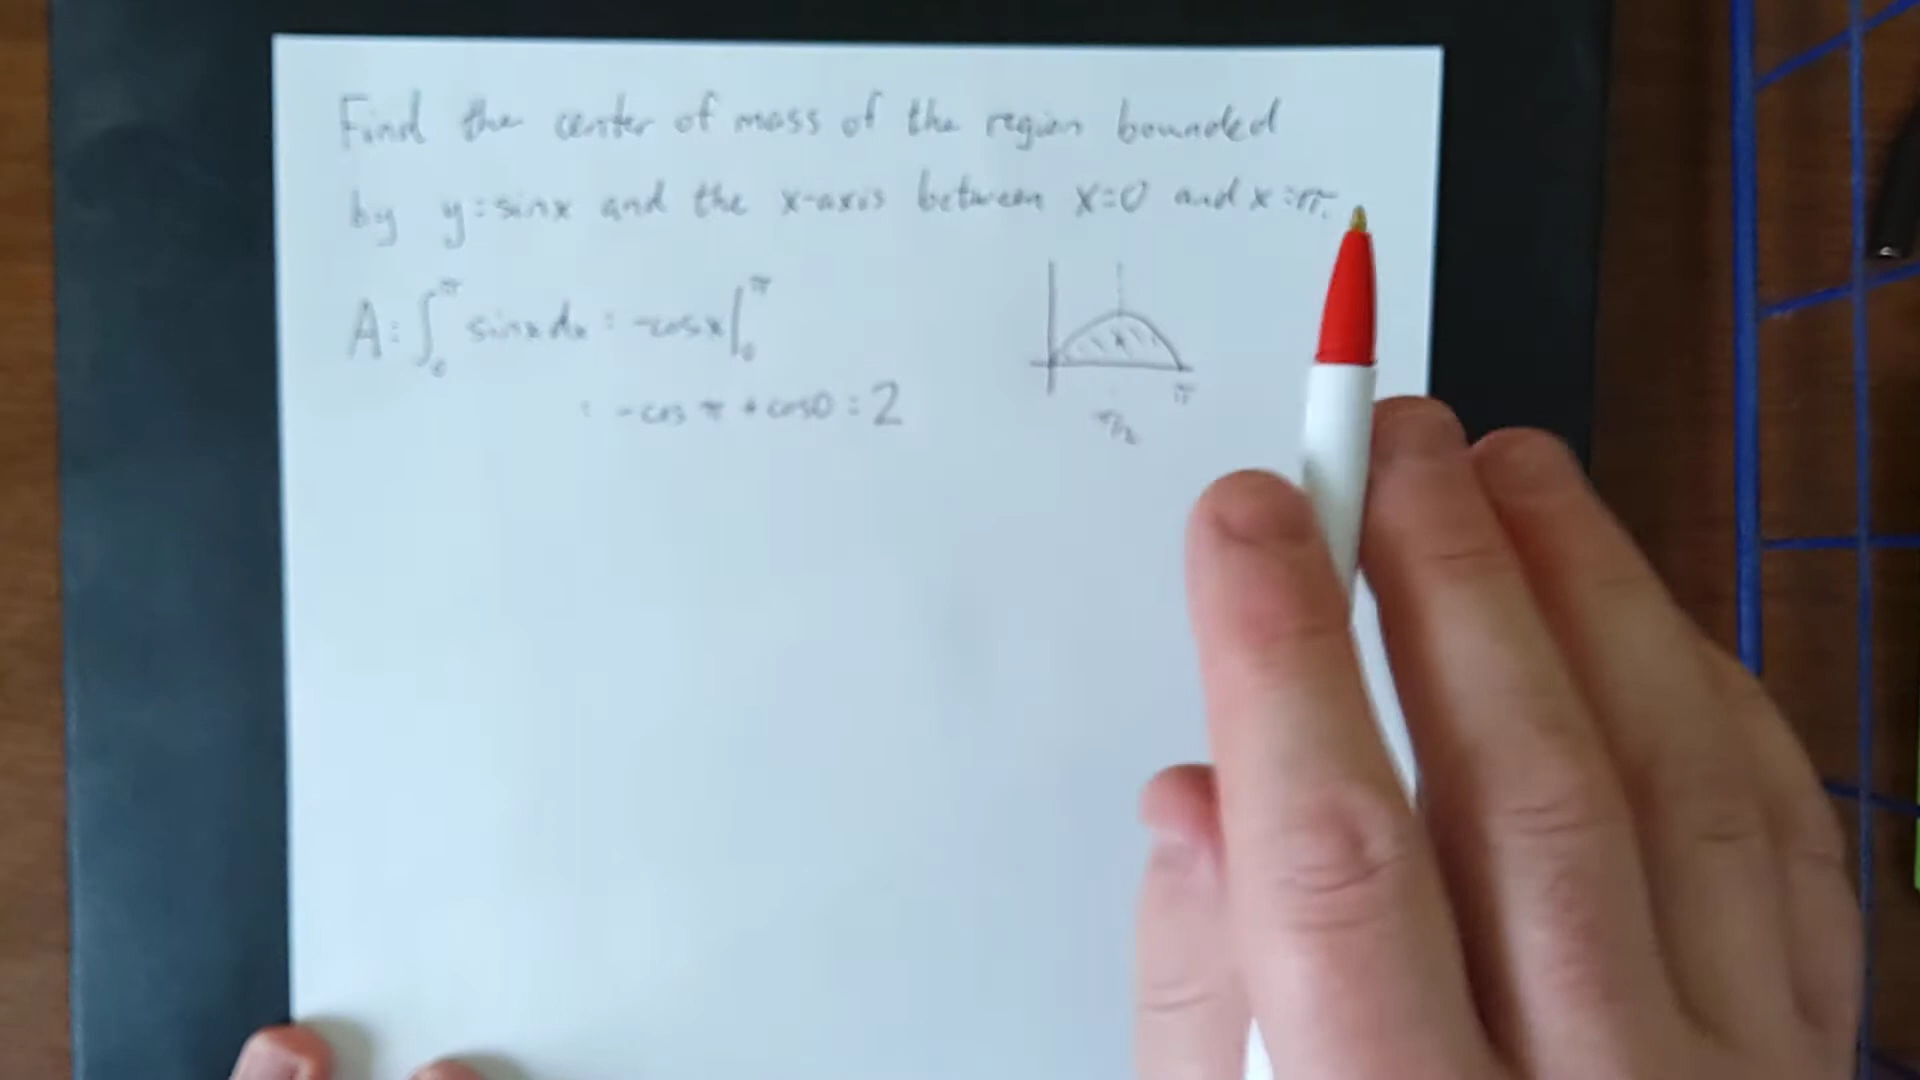 Find the center of mass of the region bounded
by y=sinx and the x-axis between x=0 and x=π.
A = ∫₀^π sinx dx = -cosx |₀^π
= -cos π + cos0 = 2
π
π/2